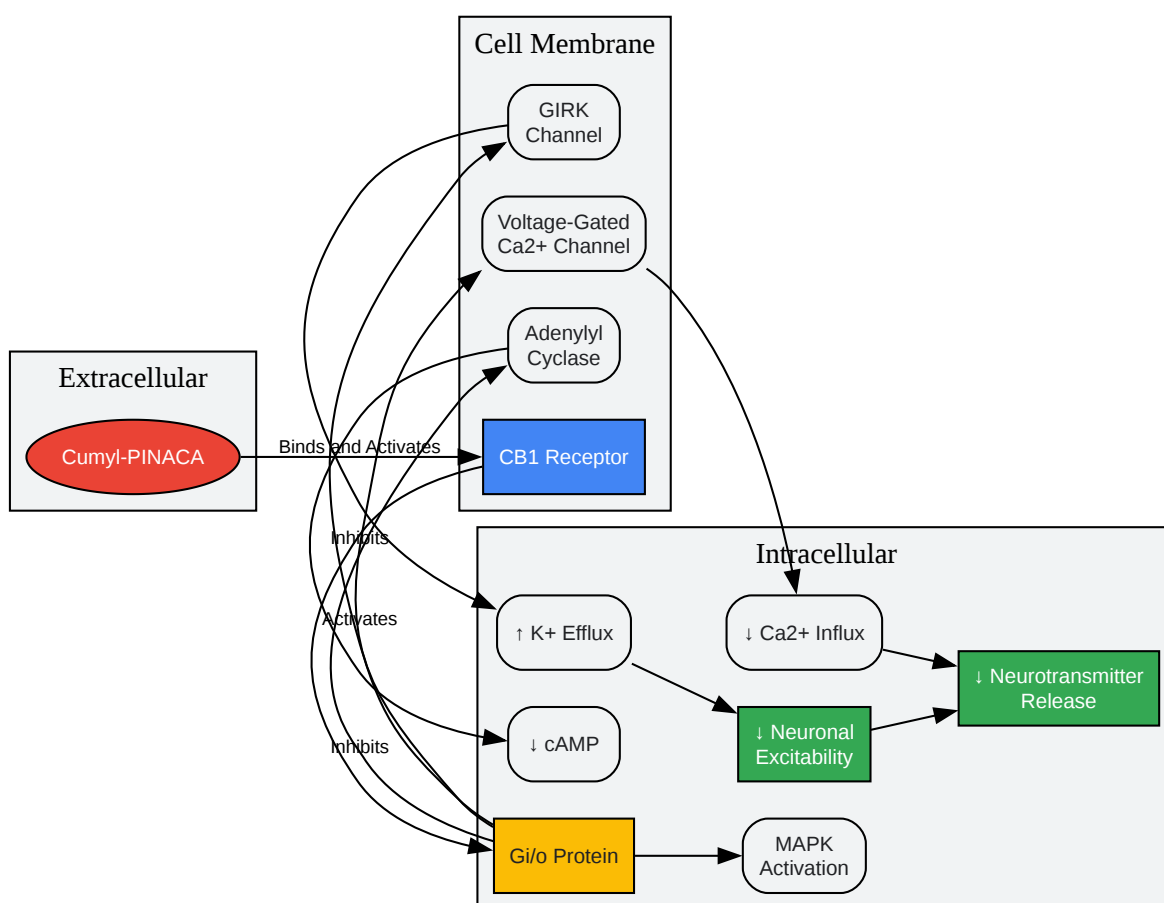 Cell Membrane
GIRK
Channel
Voltage-Gated
Ca2+ Channel
Adenylyl
Cyclase
CB1 Receptor
Extracellular
Cumyl-PINACA
Binds and Activates
Inhibits
Activates
Inhibits
Intracellular
↑ K+ Efflux
↓ Ca2+ Influx
↓ Neurotransmitter
Release
↓ cAMP
↓ Neuronal
Excitability
Gi/o Protein
MAPK
Activation